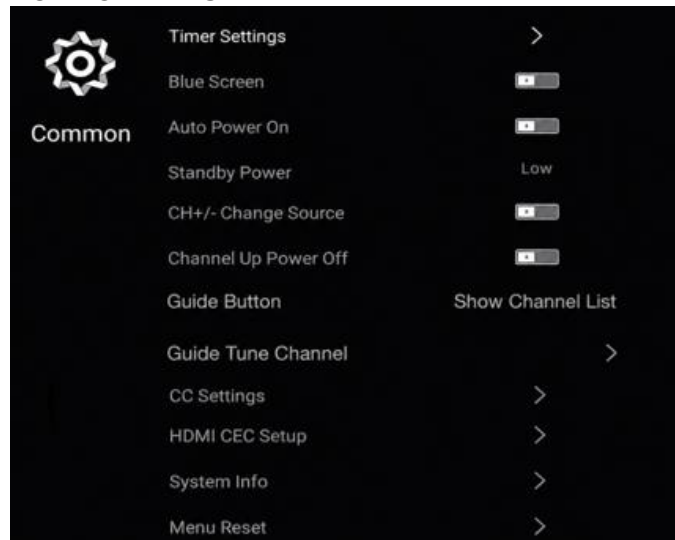 Timer Settings
Blue Screen
Common
Auto Power On
Standby Power Low
CH+/- Change Source
Channel Up Power Off
Guide Button Show Channel List
Guide Tune Channel
CC Settings
HDMI CEC Setup
System Info
Menu Reset